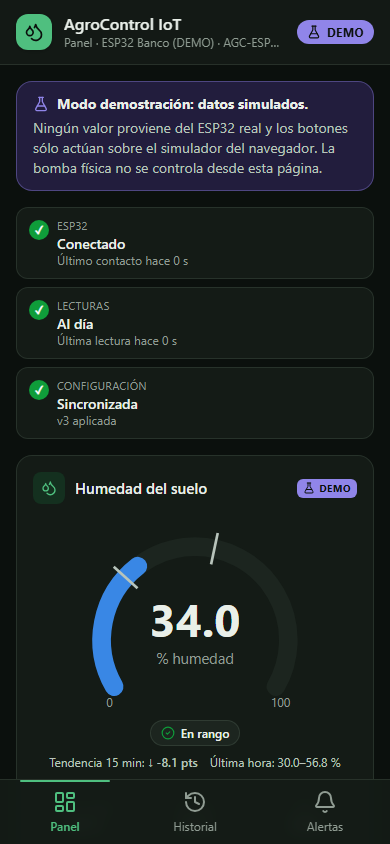 AgroControl IoT
Panel · ESP32 Banco (DEMO) · AGC-ESP...
DEMO
Modo demostración: datos simulados.
Ningún valor proviene del ESP32 real y los botones
sólo actúan sobre el simulador del navegador. La
bomba física no se controla desde esta página.
ESP32
Conectado
Último contacto hace 0 s
LECTURAS
Al día
Última lectura hace 0 s
CONFIGURACIÓN
Sincronizada
v3 aplicada
Humedad del suelo
DEMO
34.0
% humedad
0
100
En rango
Tendencia 15 min: ↓ -8.1 pts Última hora: 30.0–56.8 %
Panel
Historial
Alertas